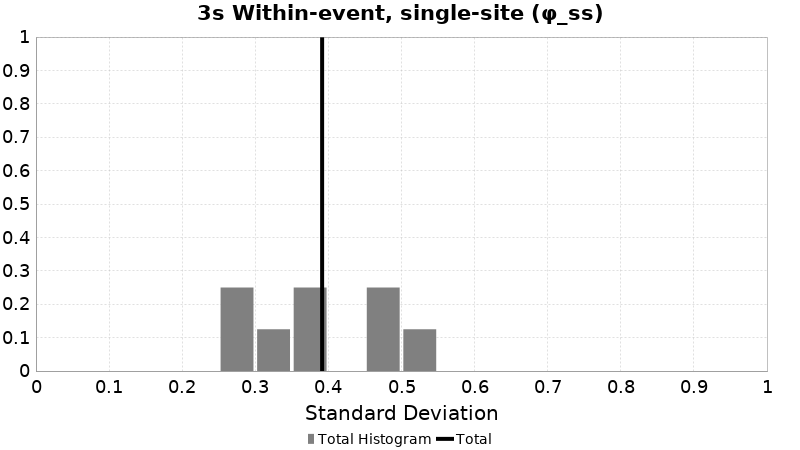 3s Within-event, single-site (φ_ss)
1
0.9
0.8
0.7
0.6
0.5
0.4
0.3
0.2
0.1
0
0 0.1 0.2 0.3 0.4 0.5 0.6 0.7 0.8 0.9 1
Standard Deviation
Total Histogram Total